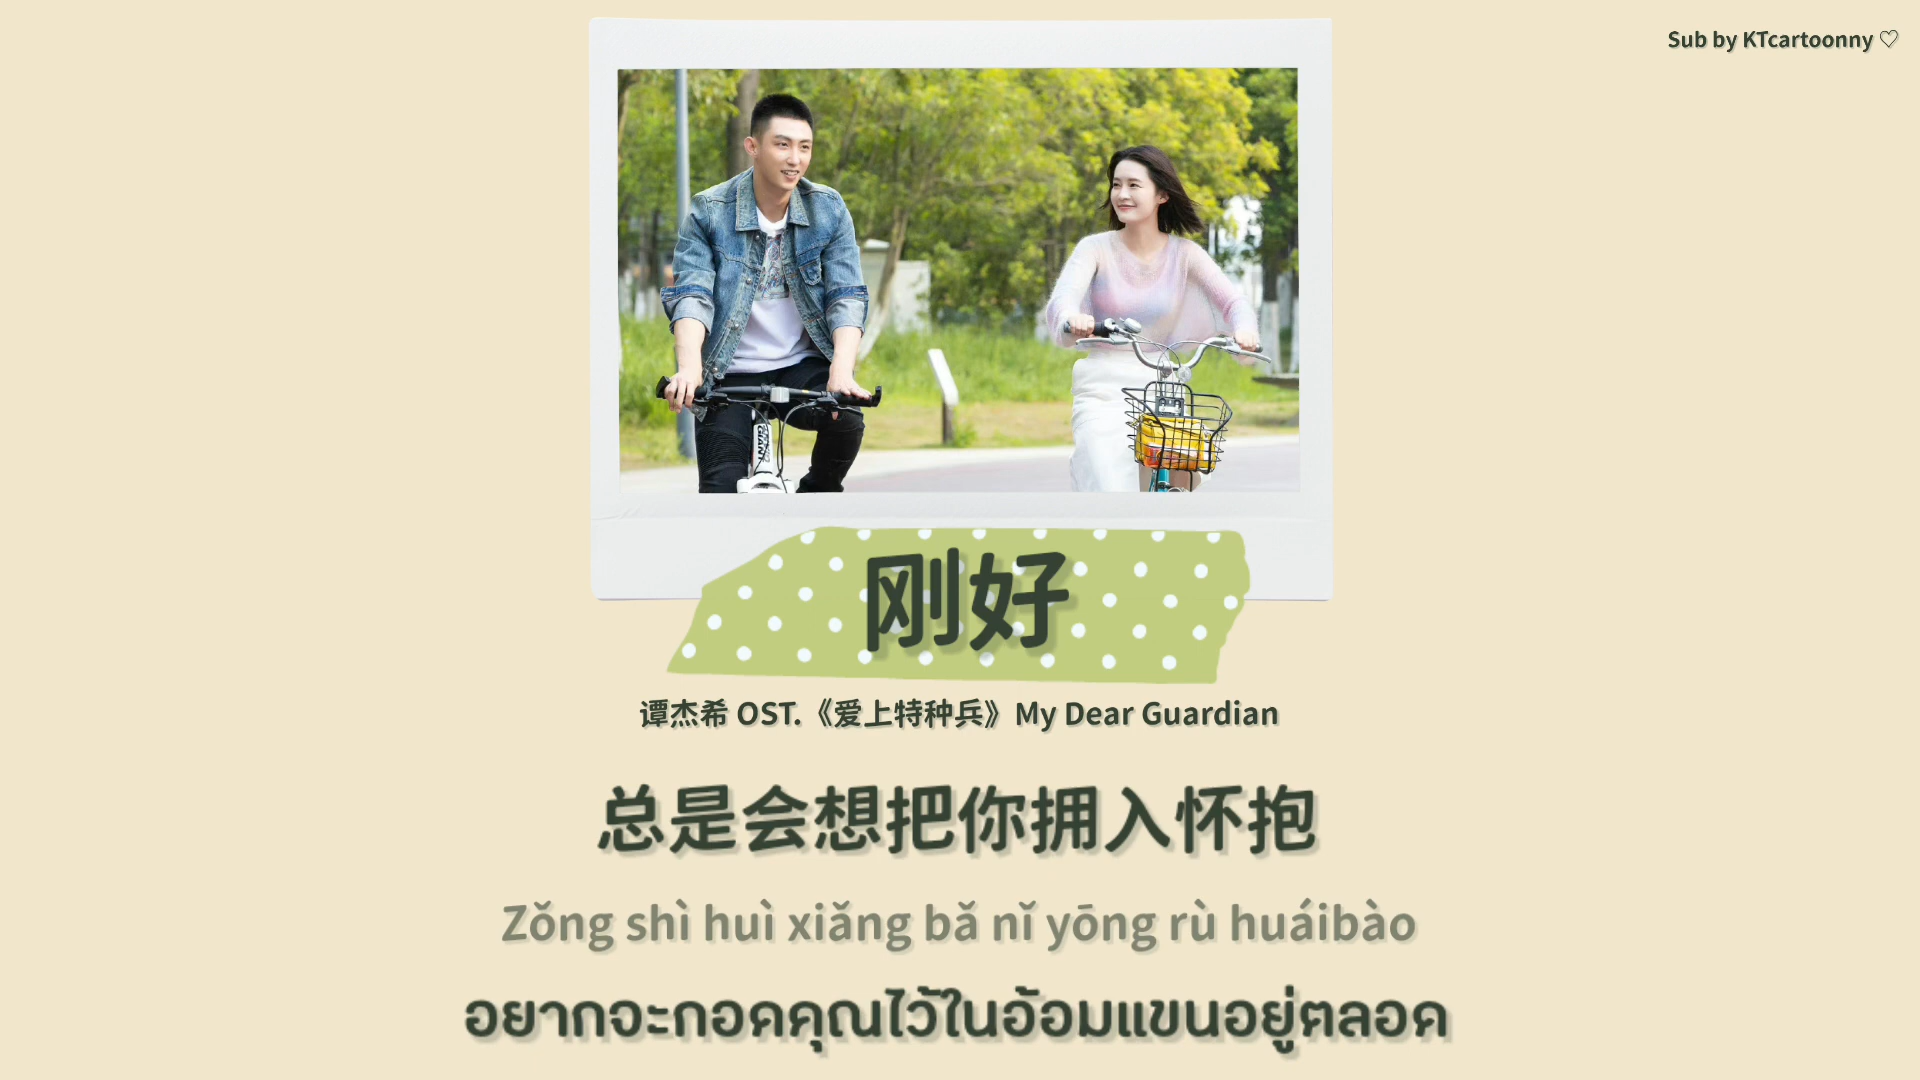 Sub by KTcartoonny ♡
GIANT
刚好
谭杰希 OST.《爱上特种兵》My Dear Guardian
总是会想把你拥入怀抱
Zǒng shì huì xiǎng bǎ nǐ yōng rù huáibào
อยากจะกอดคุณไว้ในอ้อมแขนอยู่ตลอด